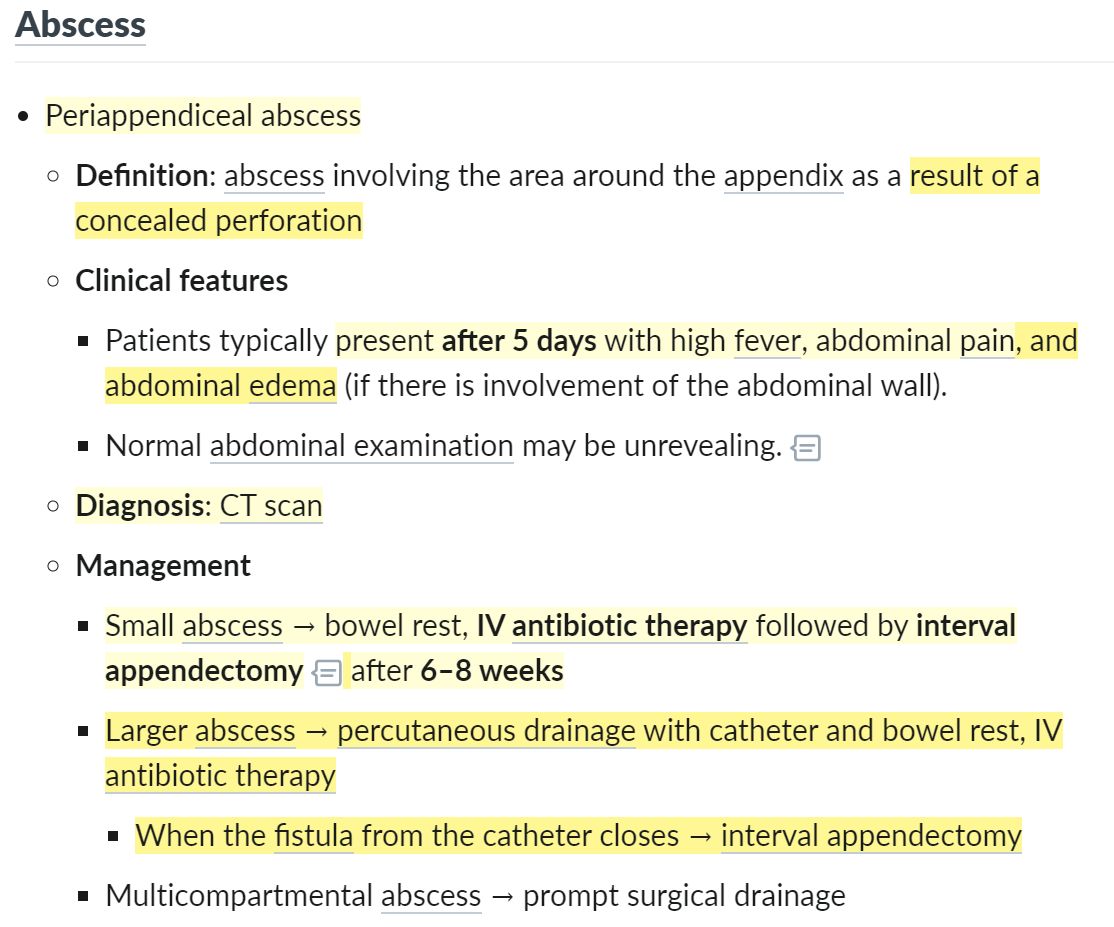 Abscess
• Periappendiceal abscess
○ Definition: abscess involving the area around the appendix as a result of a
concealed perforation
○ Clinical features
▪ Patients typically present after 5 days with high fever, abdominal pain, and
abdominal edema (if there is involvement of the abdominal wall).
▪ Normal abdominal examination may be unrevealing.
○ Diagnosis: CT scan
○ Management
▪ Small abscess → bowel rest, IV antibiotic therapy followed by interval
appendectomy after 6–8 weeks
▪ Larger abscess → percutaneous drainage with catheter and bowel rest, IV
antibiotic therapy
▪ When the fistula from the catheter closes → interval appendectomy
▪ Multicompartmental abscess → prompt surgical drainage